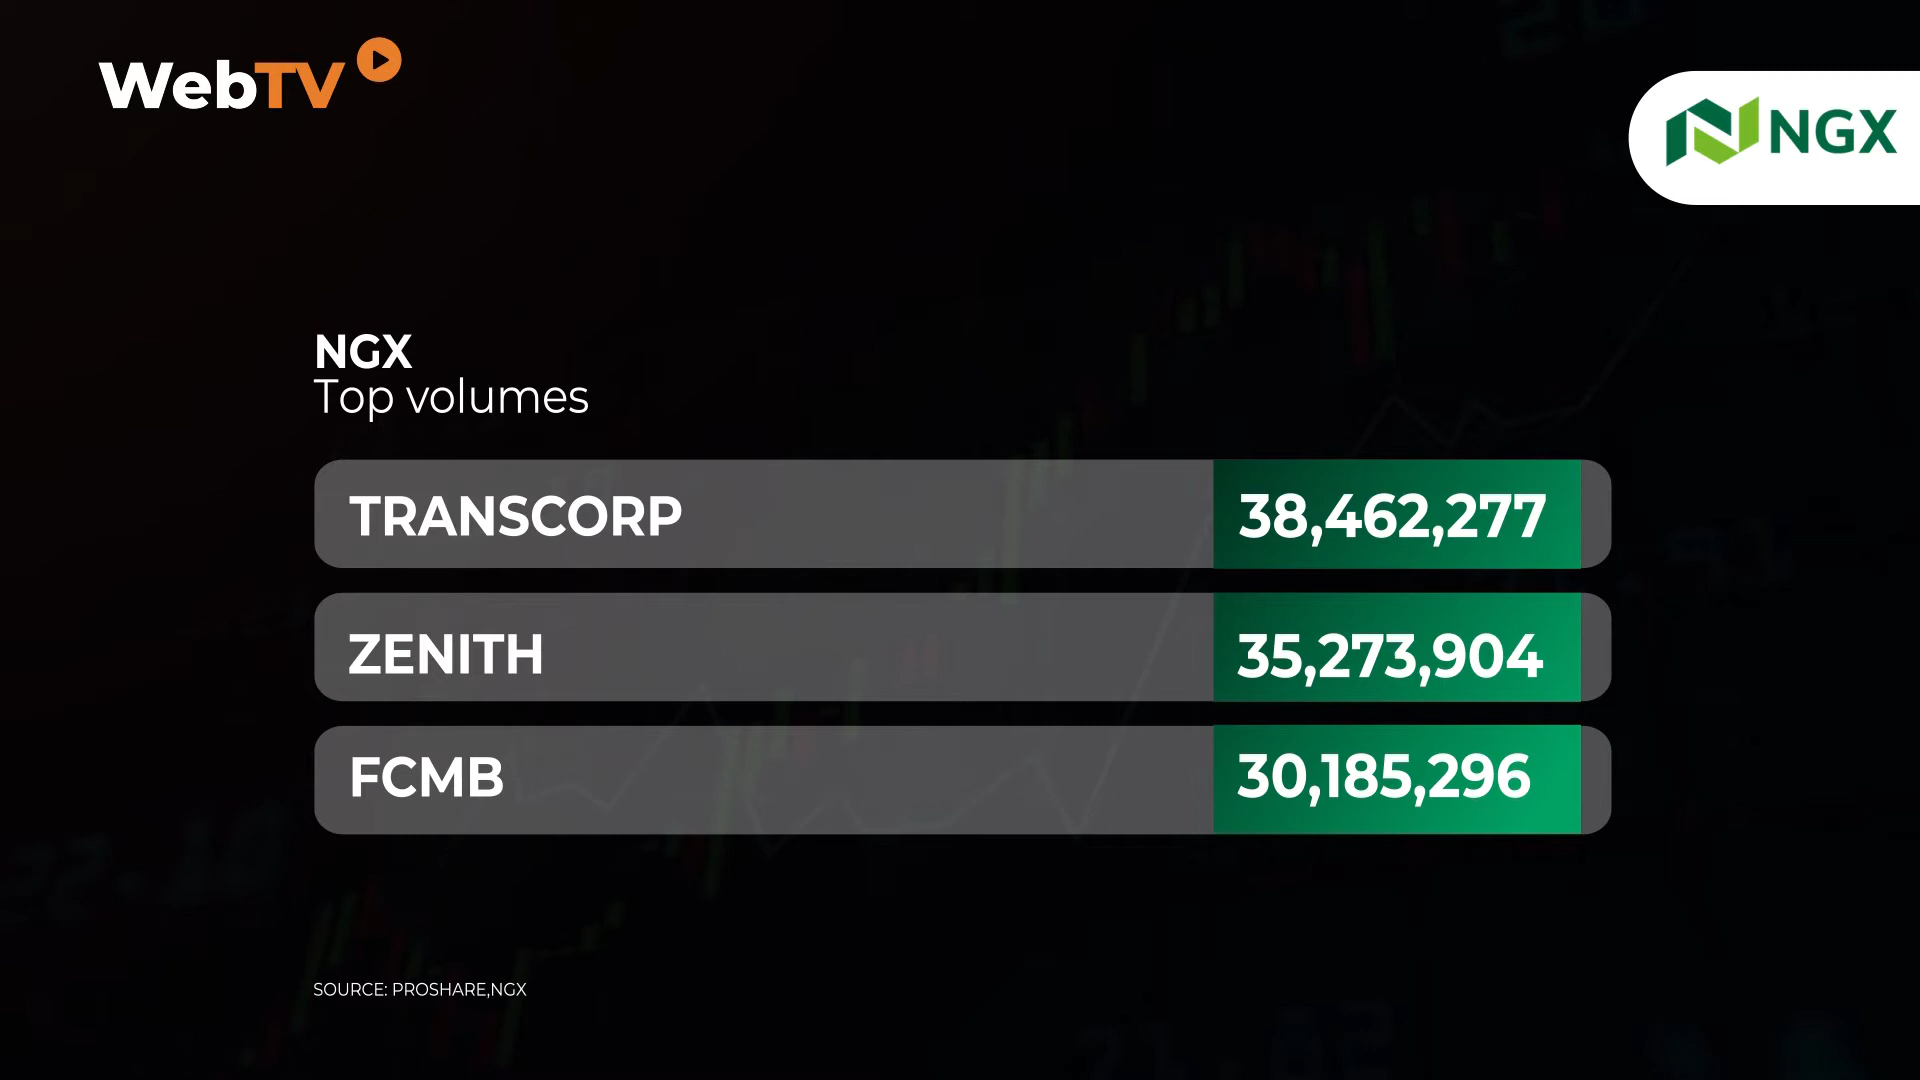 WebTV
NGX
NGX
Top volumes
TRANSCORP 38,462,277
ZENITH 35,273,904
FCMB 30,185,296
SOURCE: PROSHARE,NGX